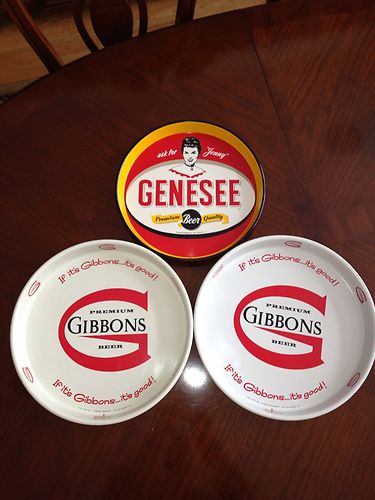 ask for "Jenny"
GENESEE
Premium Beer Quality
If it's Gibbons...it's good!
PREMIUM
GIBBONS
BEER
If it's Gibbons...it's good!
If it's Gibbons...it's good!
PREMIUM
GIBBONS
BEER
If it's Gibbons...it's good!